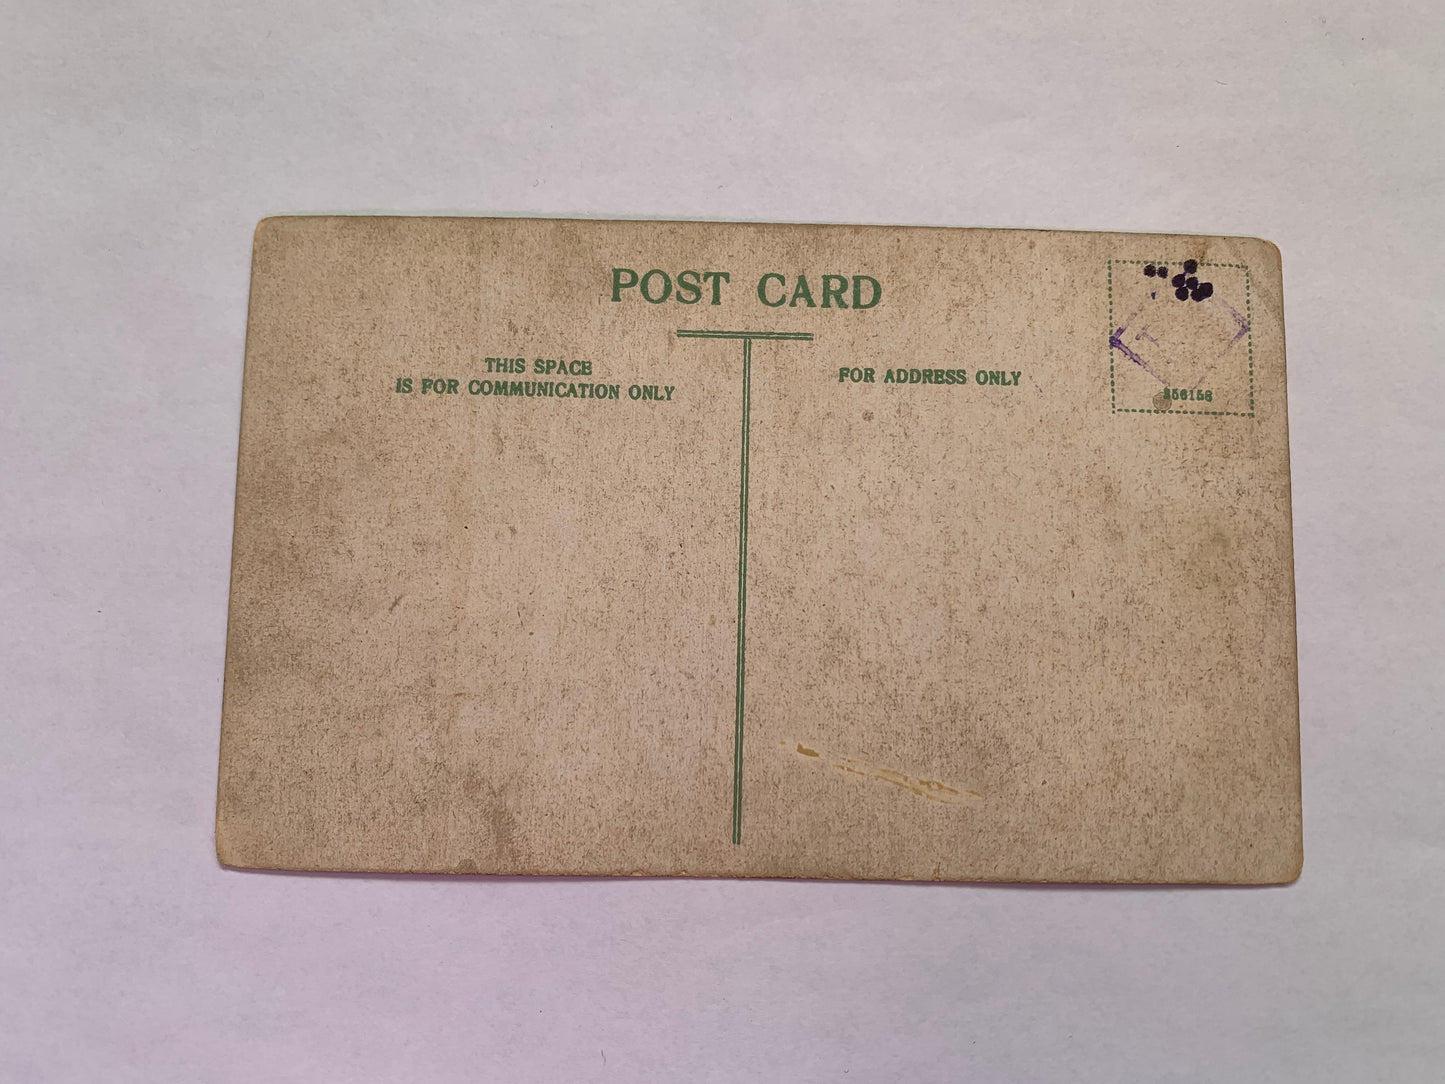 POST CARD
THIS SPACE
IS FOR COMMUNICATION ONLY
FOR ADDRESS ONLY